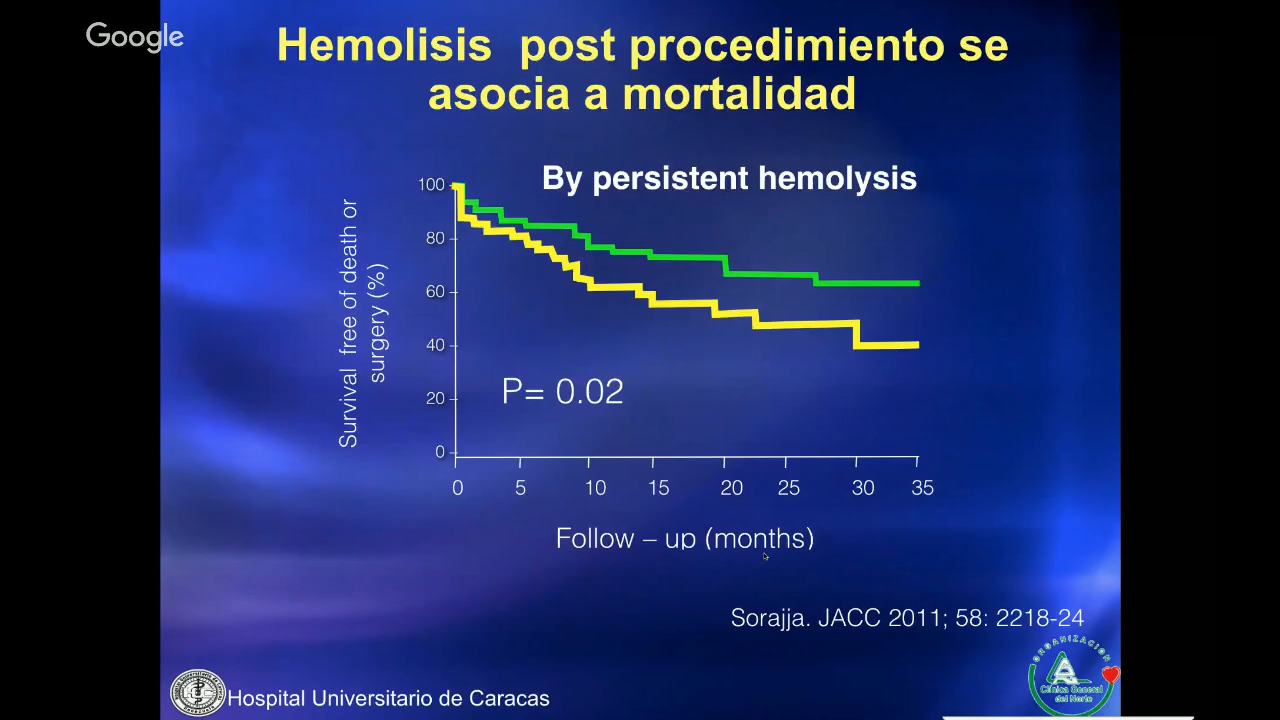 Google
Hemolisis post procedimiento se
asocia a mortalidad
By persistent hemolysis
Survival free of death or
surgery (%)
100
80
60
40
20
0
P= 0.02
0 5 10 15 20 25 30 35
Follow – up (months)
Sorajja. JACC 2011; 58: 2218-24
ORGANIZACION
Clínica General
del Norte
Hospital Universitario de Caracas